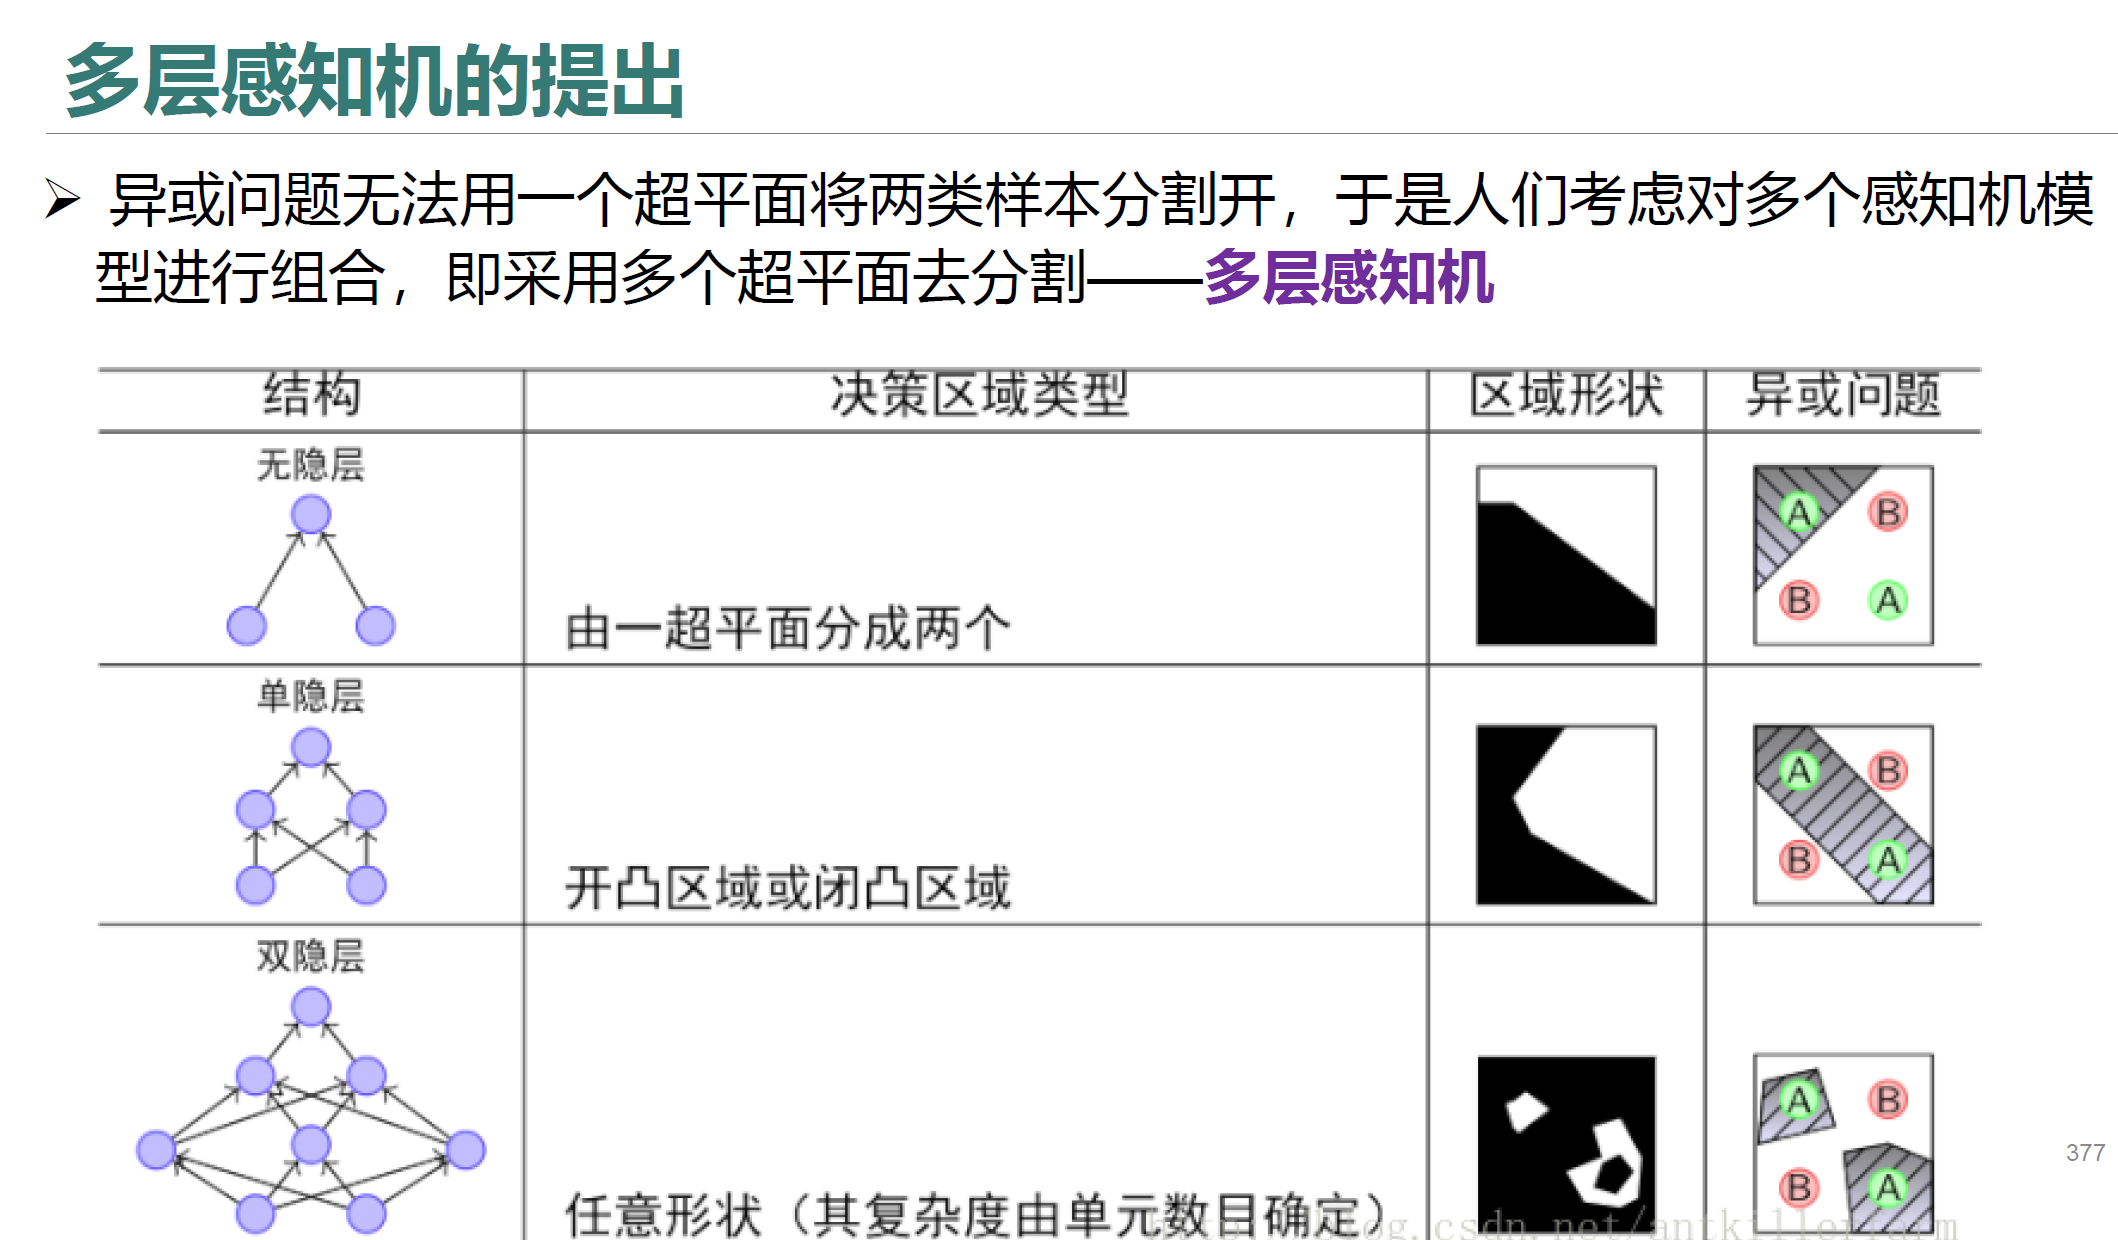 多层感知机的提出
➢ 异或问题无法用一个超平面将两类样本分割开，于是人们考虑对多个感知机模
型进行组合，即采用多个超平面去分割——多层感知机
结构 决策区域类型 区域形状 异或问题
无隐层
A B
B A
由一超平面分成两个
单隐层
A B
B A
开凸区域或闭凸区域
双隐层
A B
377
B A
任意形状（其复杂度由单元数目确定）
http://blog.csdn.net/antkillerfarm